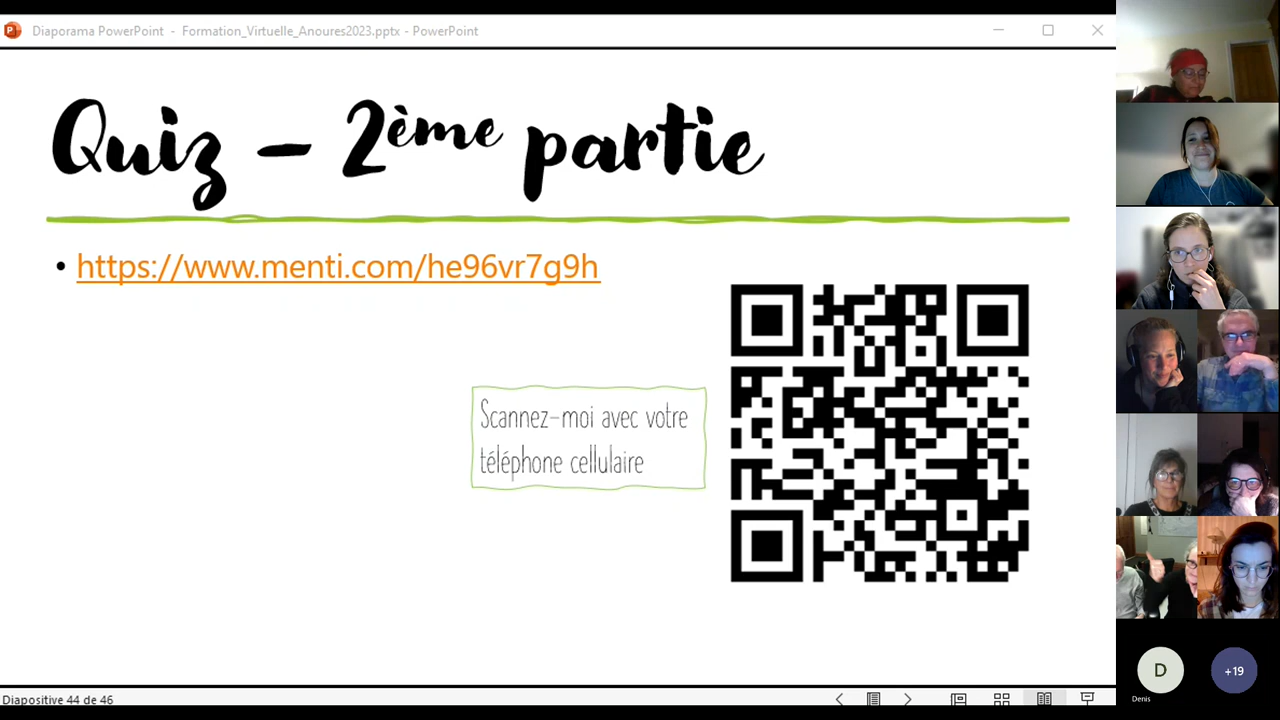 Diaporama PowerPoint - Formation_Virtuelle_Anoures2023.pptx - PowerPoint
Quiz – 2ème partie
• https://www.menti.com/he96vr7g9h
Scannez-moi avec votre
téléphone cellulaire
D
+19
Denis
Diapositive 44 de 46